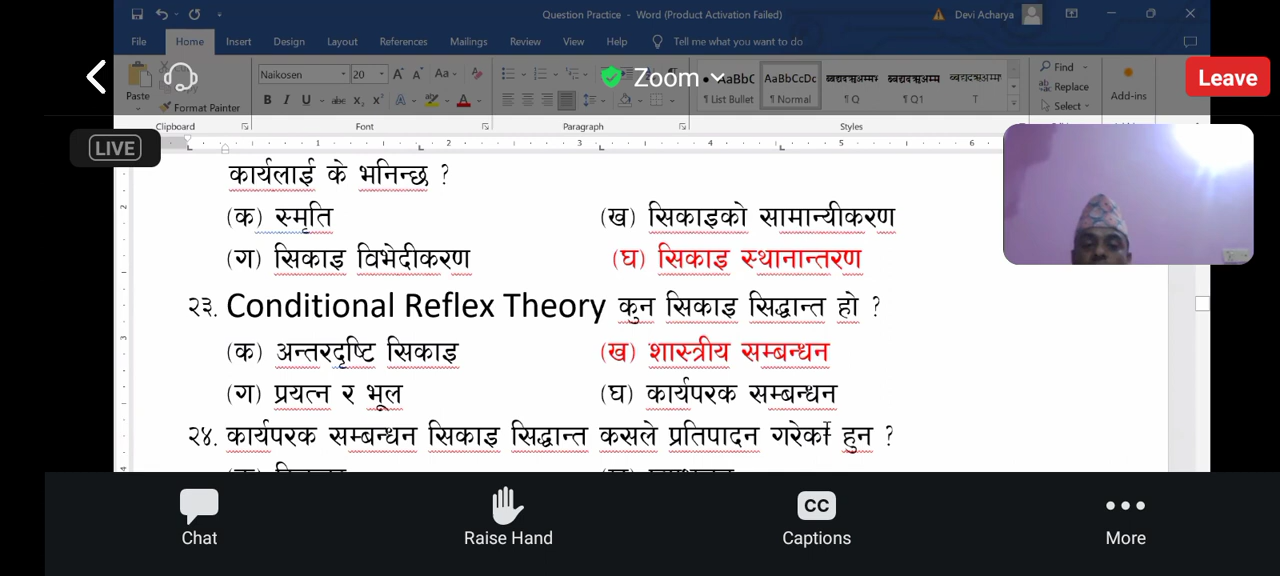 Question Practice - Word (Product Activation Failed)
Devi Acharya
File Home Insert Design Layout References Mailings Review View Help Tell me what you want to do
Zoom
Leave
Paste
Format Painter
Naikosen 20
Find
Replace
Select
Add-ins
AaBbCcDc
List Bullet Normal Q Q1 T
Clipboard Font Paragraph Styles
LIVE
कार्यलाई के भनिन्छ ?
(क) स्मृति (ख) सिकाइको सामान्यीकरण
(ग) सिकाइ विभेदीकरण (घ) सिकाइ स्थानान्तरण
२३. Conditional Reflex Theory कुन सिकाइ सिद्धान्त हो ?
(क) अन्तरदृष्टि सिकाइ (ख) शास्त्रीय सम्बन्धन
(ग) प्रयत्न र भूल (घ) कार्यपरक सम्बन्धन
२४. कार्यपरक सम्बन्धन सिकाइ सिद्धान्त कसले प्रतिपादन गरेका हुन ?
Chat Raise Hand CC Captions More